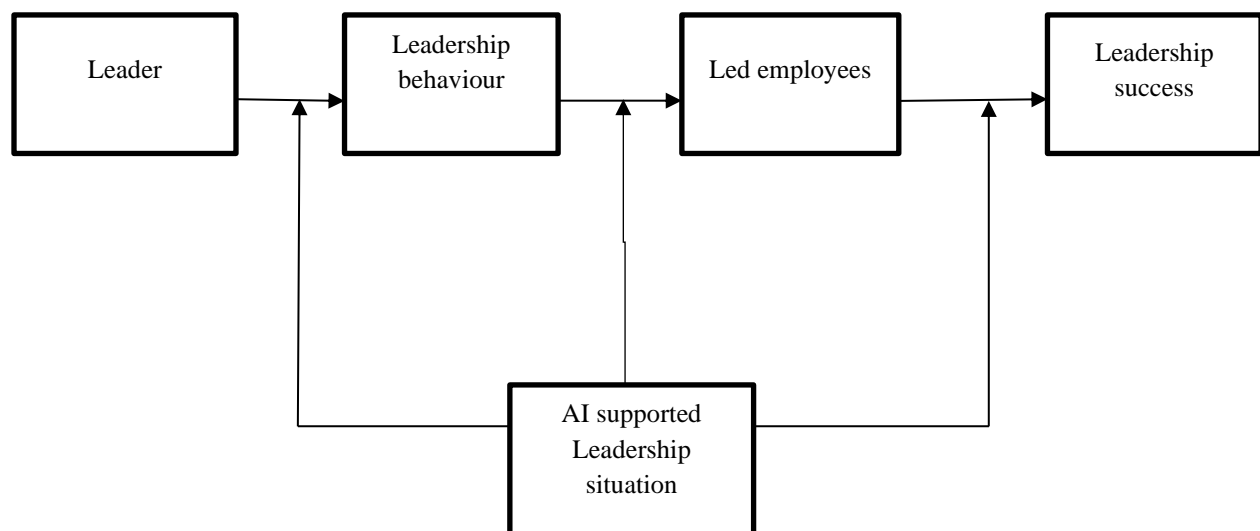 Leader
Leadership
behaviour
Led employees
Leadership
success
AI supported
Leadership
situation